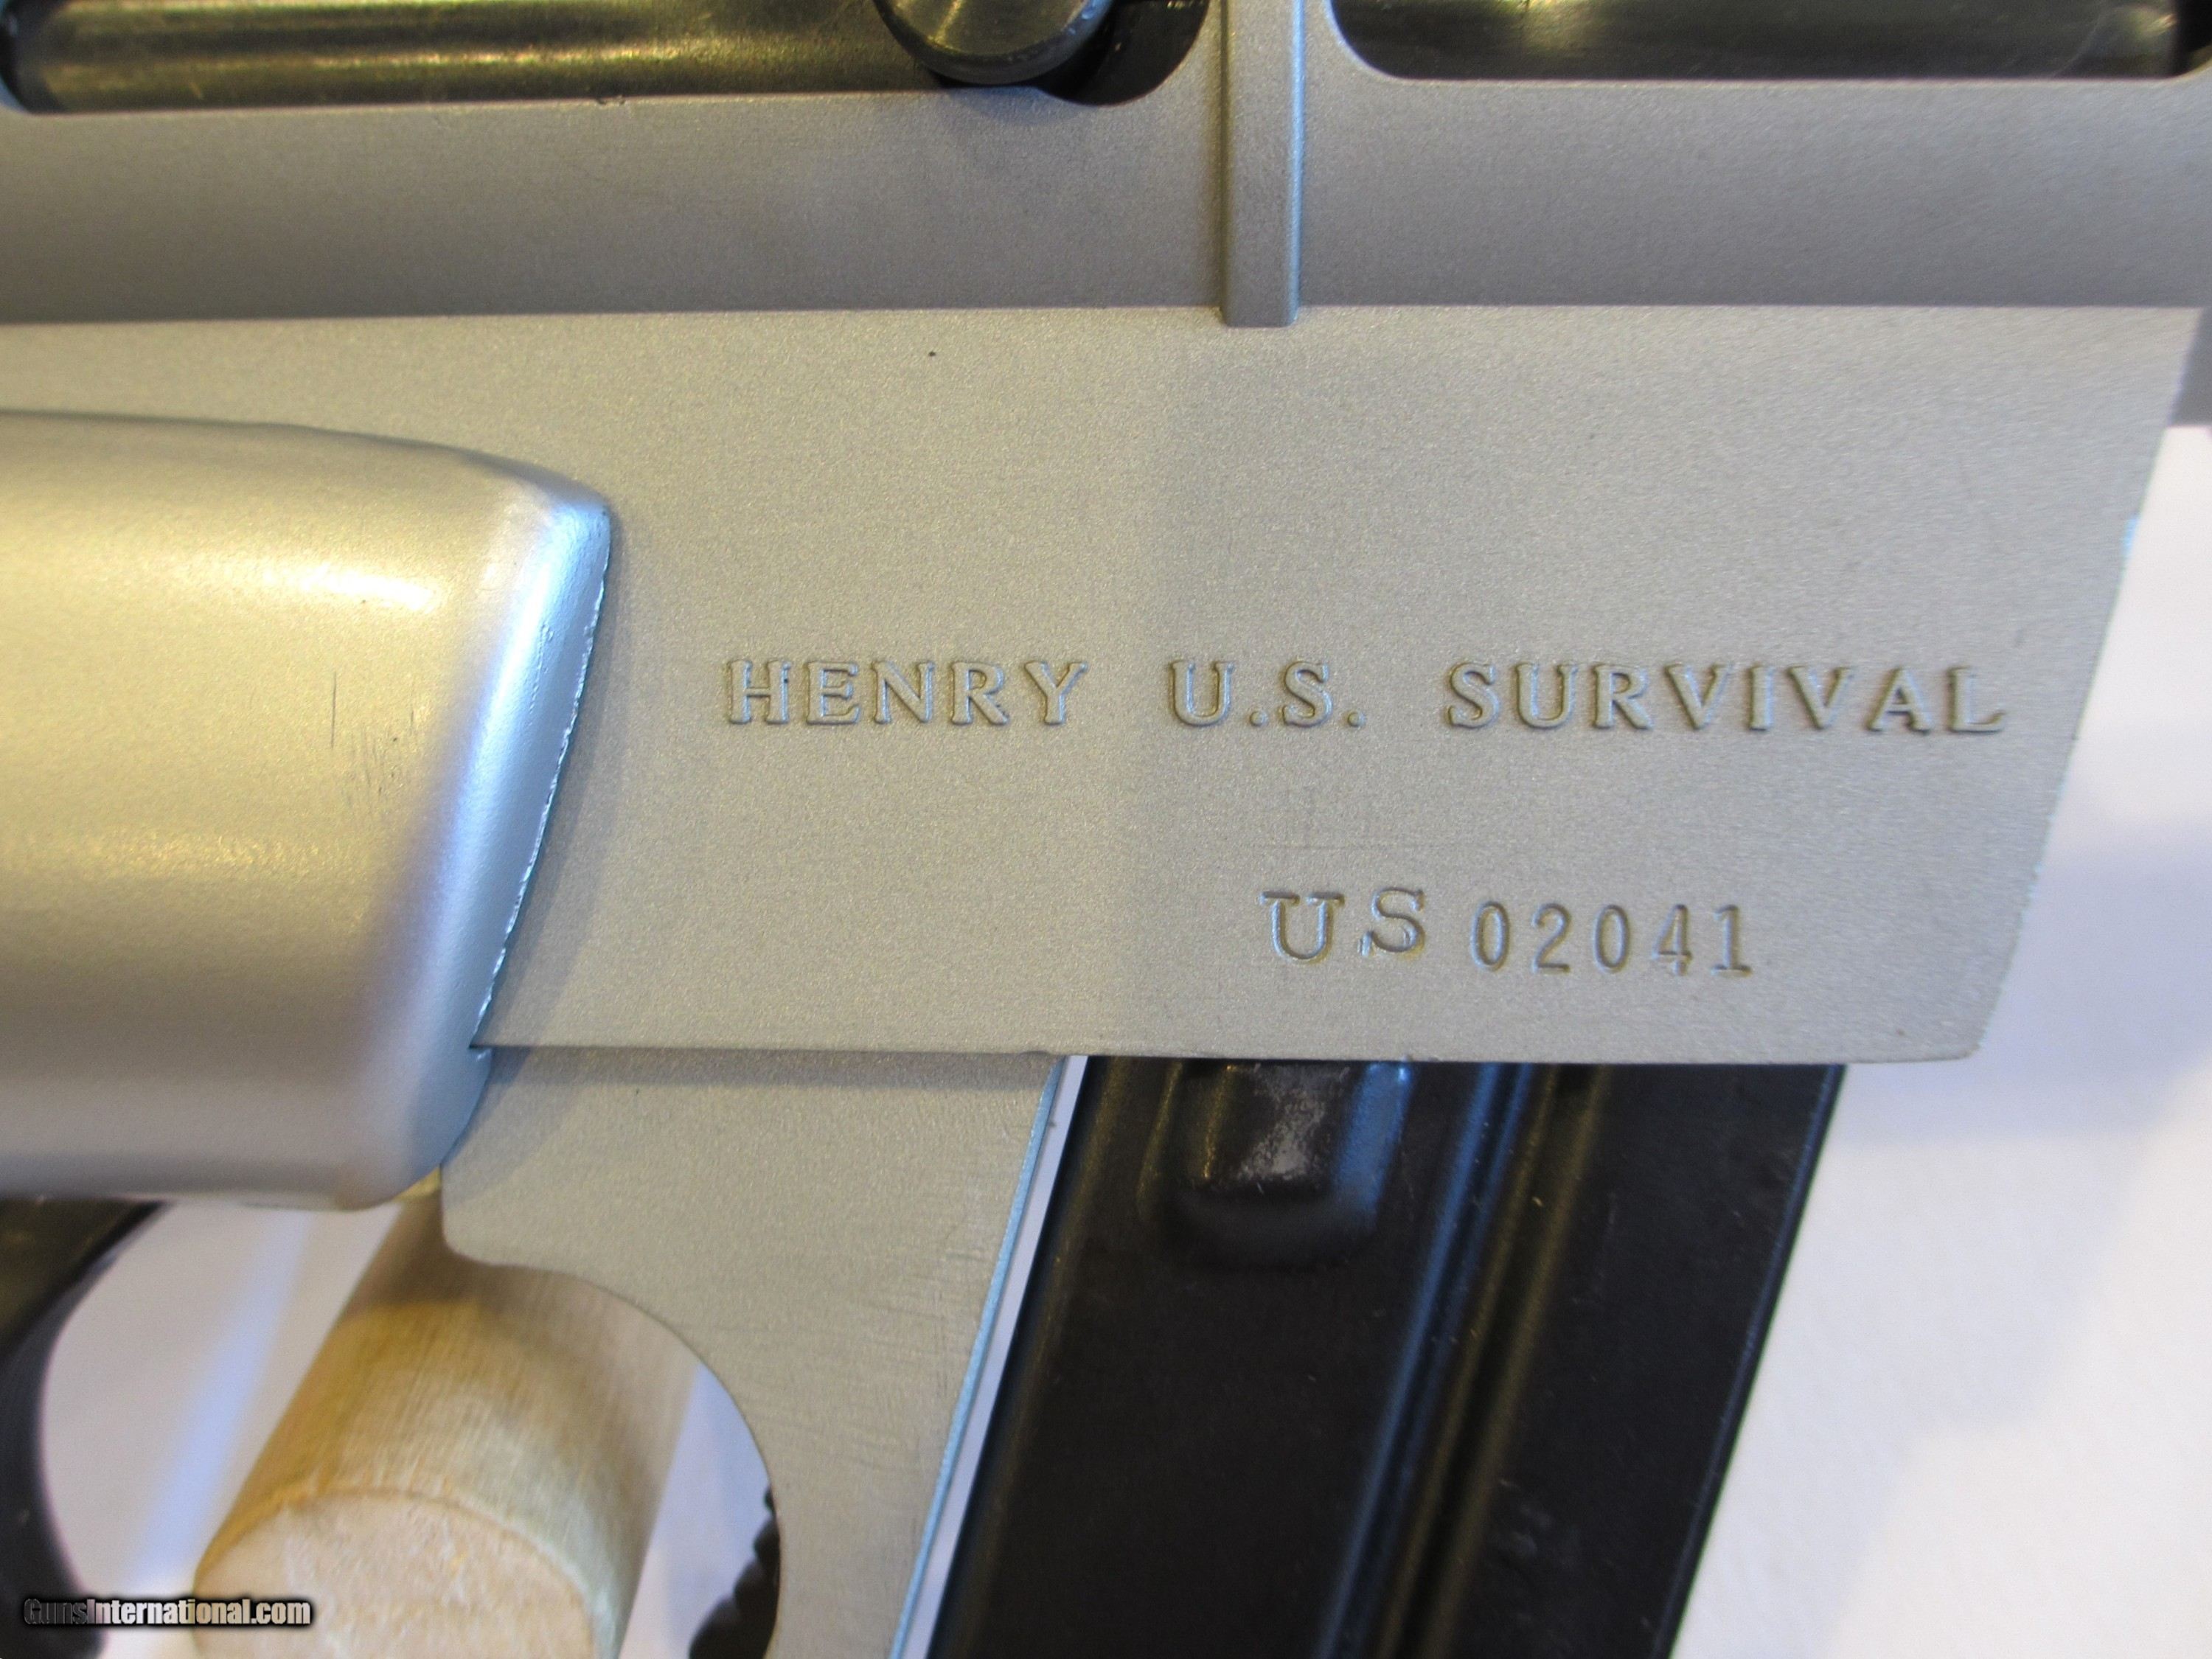 HENRY U.S. SURVIVAL
US 02041
GunsInternational.com